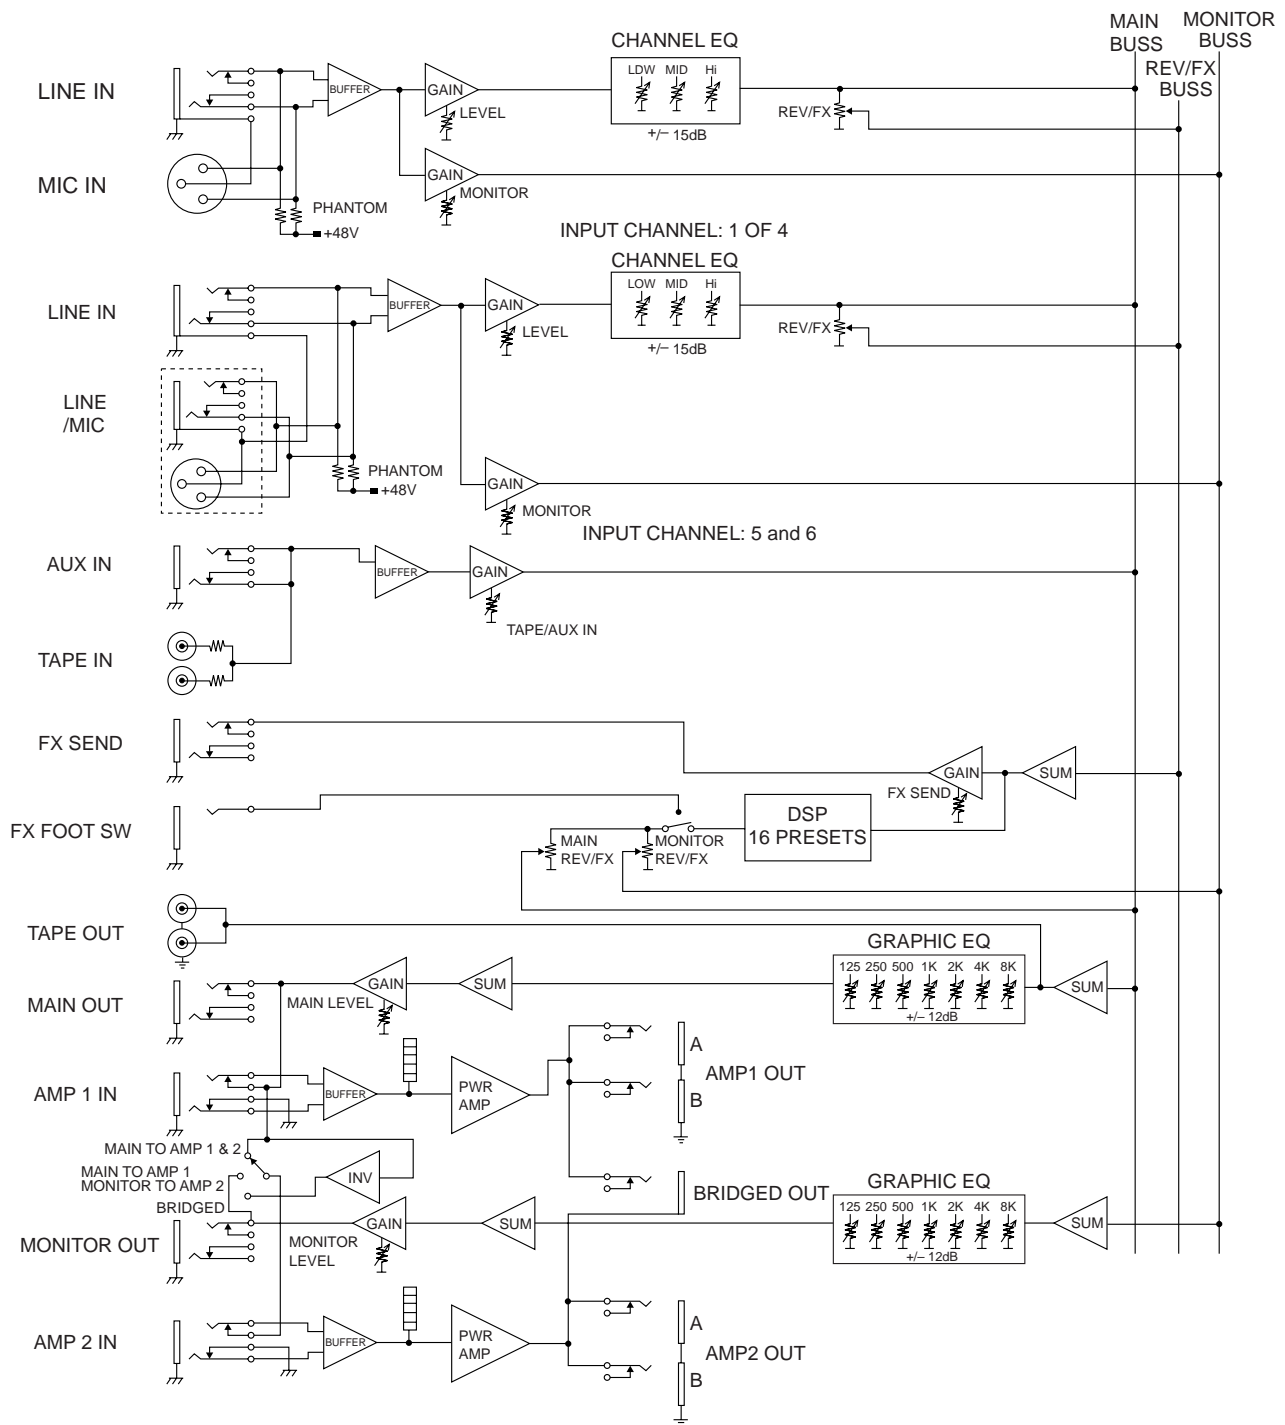 MAIN BUSS
MONITOR BUSS
REV/FX BUSS
CHANNEL EQ
LDW MID Hi
+/– 15dB
LINE IN
BUFFER
GAIN
LEVEL
REV/FX
MIC IN
GAIN
MONITOR
PHANTOM
+48V
INPUT CHANNEL: 1 OF 4
CHANNEL EQ
LOW MID Hi
+/– 15dB
LINE IN
BUFFER
GAIN
LEVEL
REV/FX
LINE
/MIC
PHANTOM
+48V
GAIN
MONITOR
INPUT CHANNEL: 5 and 6
AUX IN
BUFFER
GAIN
TAPE/AUX IN
TAPE IN
FX SEND
GAIN
SUM
FX SEND
FX FOOT SW
DSP
16 PRESETS
MAIN
REV/FX
MONITOR
REV/FX
TAPE OUT
GRAPHIC EQ
125 250 500 1K 2K 4K 8K
+/– 12dB
SUM
MAIN OUT
GAIN
MAIN LEVEL
SUM
AMP 1 IN
BUFFER
PWR
AMP
A
AMP1 OUT
B
MAIN TO AMP 1 & 2
MAIN TO AMP 1
MONITOR TO AMP 2
BRIDGED
INV
BRIDGED OUT
GRAPHIC EQ
125 250 500 1K 2K 4K 8K
+/– 12dB
SUM
MONITOR OUT
GAIN
MONITOR
LEVEL
SUM
AMP 2 IN
BUFFER
PWR
AMP
A
AMP2 OUT
B